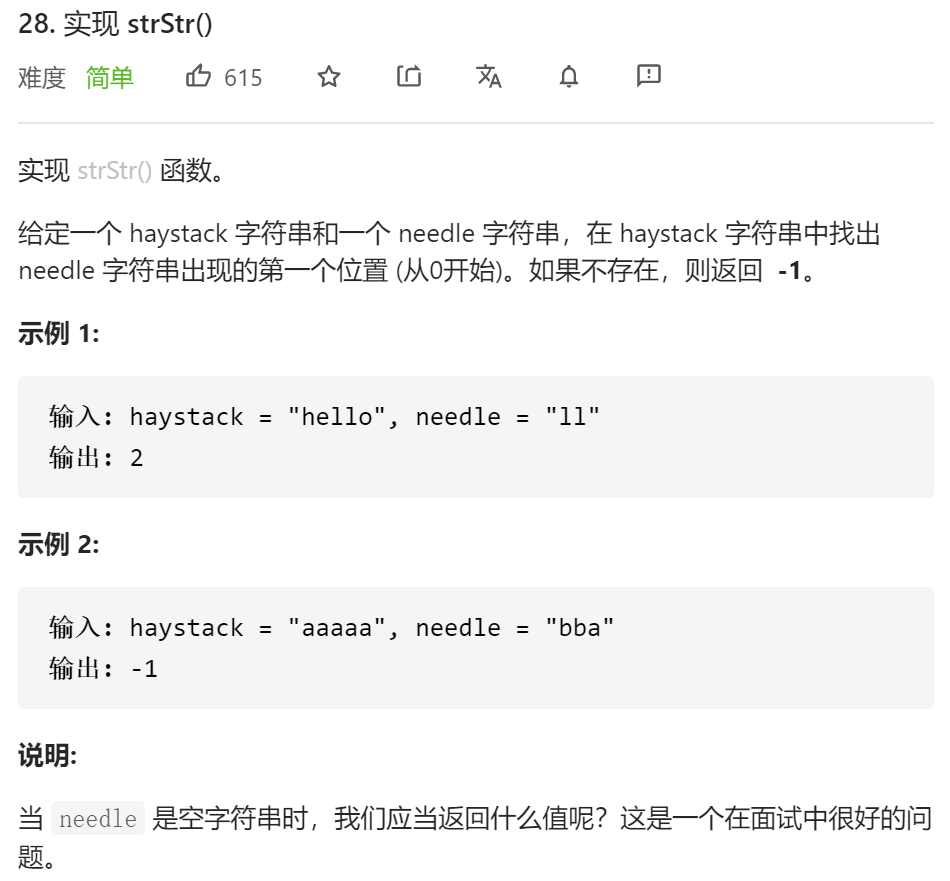 28. 实现 strStr()
难度 简单 615
实现 strStr() 函数。
给定一个 haystack 字符串和一个 needle 字符串，在 haystack 字符串中找出
needle 字符串出现的第一个位置 (从0开始)。如果不存在，则返回 -1。
示例 1:
输入: haystack = "hello", needle = "ll"
输出: 2
示例 2:
输入: haystack = "aaaaa", needle = "bba"
输出: -1
说明:
当 needle 是空字符串时，我们应当返回什么值呢？这是一个在面试中很好的问
题。